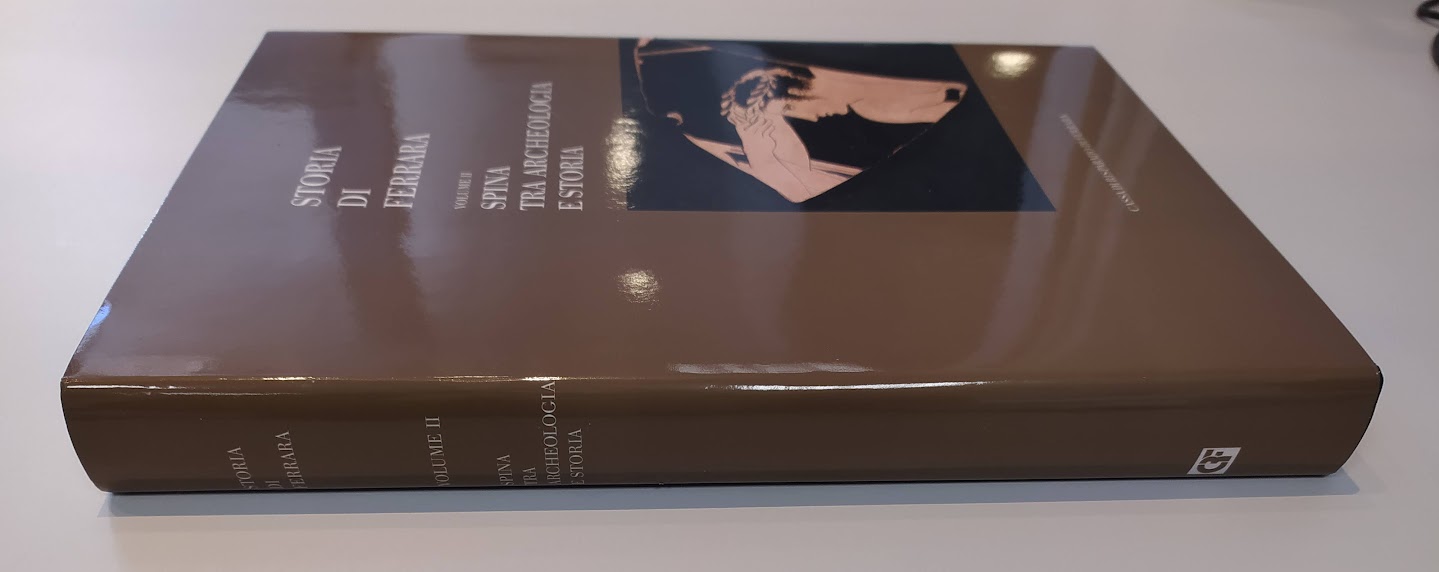 STORIA
DI
FERRARA
VOLUME II
SPINA
TRA ARCHEOLOGIA
E STORIA
STORIA
DI
FERRARA
VOLUME II
SPINA
TRA
ARCHEOLOGIA
E STORIA